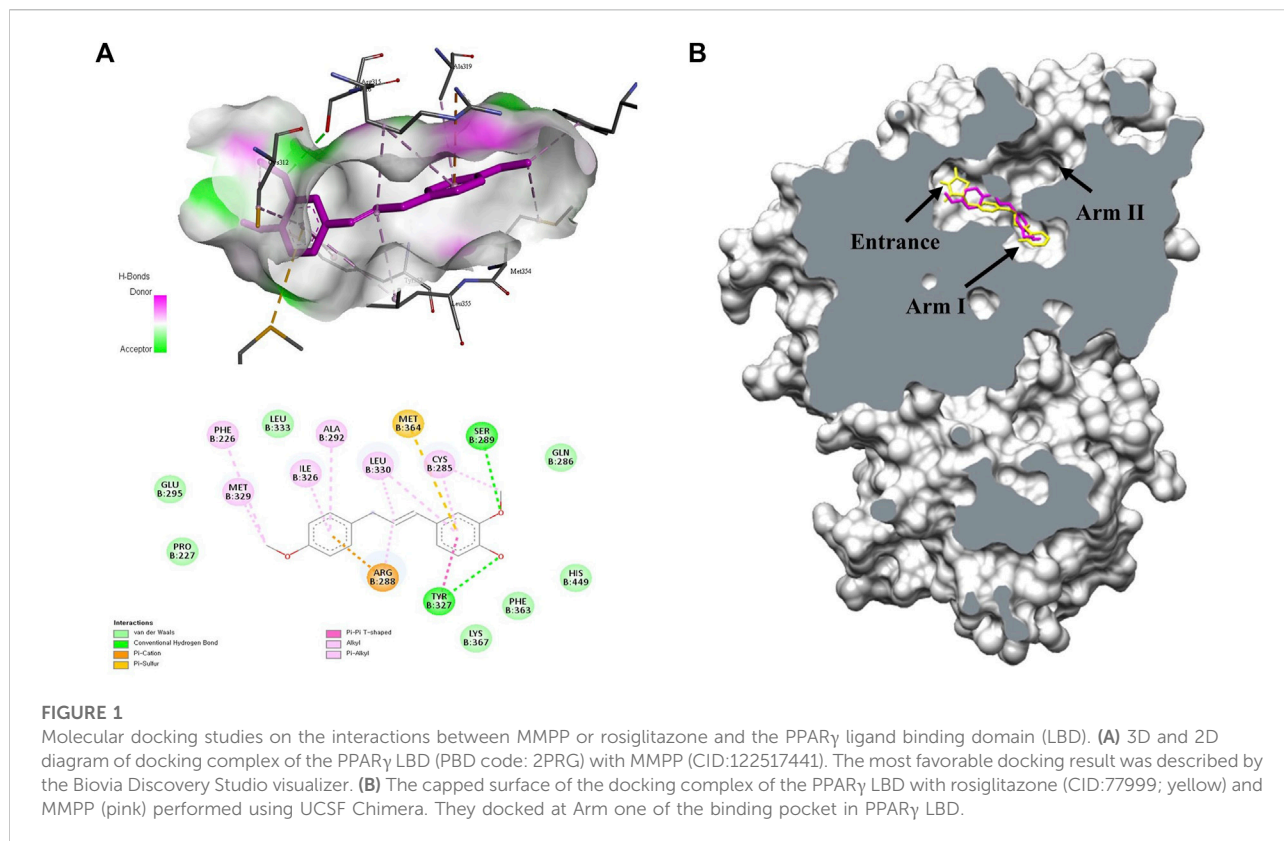 A
B
Arg315
Ala319
s312
Met354
Leu355
H-Bonds
Donor
Acceptor
Entrance
Arm II
Arm I
PHE
B:226
LEU
B:333
ALA
B:292
MET
B:364
SER
B:289
GLU
B:295
MET
B:329
ILE
B:326
LEU
B:330
CYS
B:285
GLN
B:286
PRO
B:227
ARG
B:288
TYR
B:327
LYS
B:367
PHE
B:363
HIS
B:449
Interactions
van der Waals
Conventional Hydrogen Bond
Pi-Cation
Pi-Sulfur
Pi-Pi T-shaped
Alkyl
Pi-Alkyl
FIGURE 1
Molecular docking studies on the interactions between MMPP or rosiglitazone and the PPARγ ligand binding domain (LBD). (A) 3D and 2D
diagram of docking complex of the PPARγ LBD (PBD code: 2PRG) with MMPP (CID:122517441). The most favorable docking result was described by
the Biovia Discovery Studio visualizer. (B) The capped surface of the docking complex of the PPARγ LBD with rosiglitazone (CID:77999; yellow) and
MMPP (pink) performed using UCSF Chimera. They docked at Arm one of the binding pocket in PPARγ LBD.